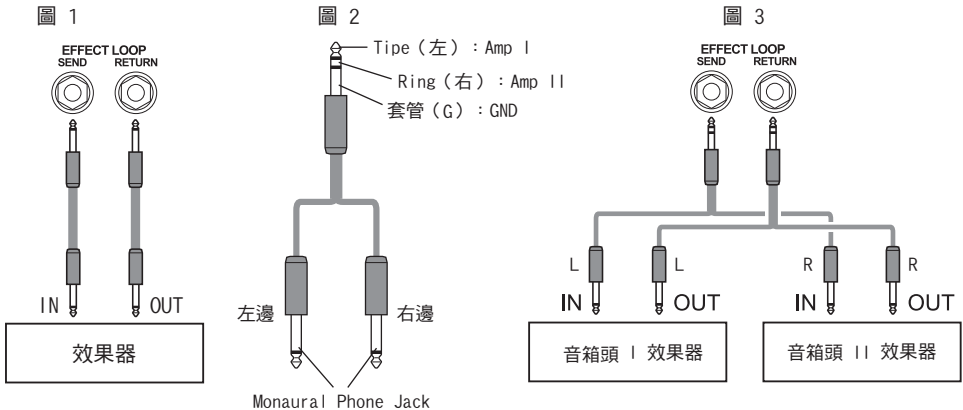 圖 1
EFFECT LOOP
SEND RETURN
IN OUT
效果器
圖 2
Tipe（左）：Amp I
Ring（右）：Amp II
套管（G）：GND
左邊 右邊
Monaural Phone Jack
圖 3
EFFECT LOOP
SEND RETURN
L L R R
IN OUT IN OUT
音箱頭 I 效果器
音箱頭 II 效果器